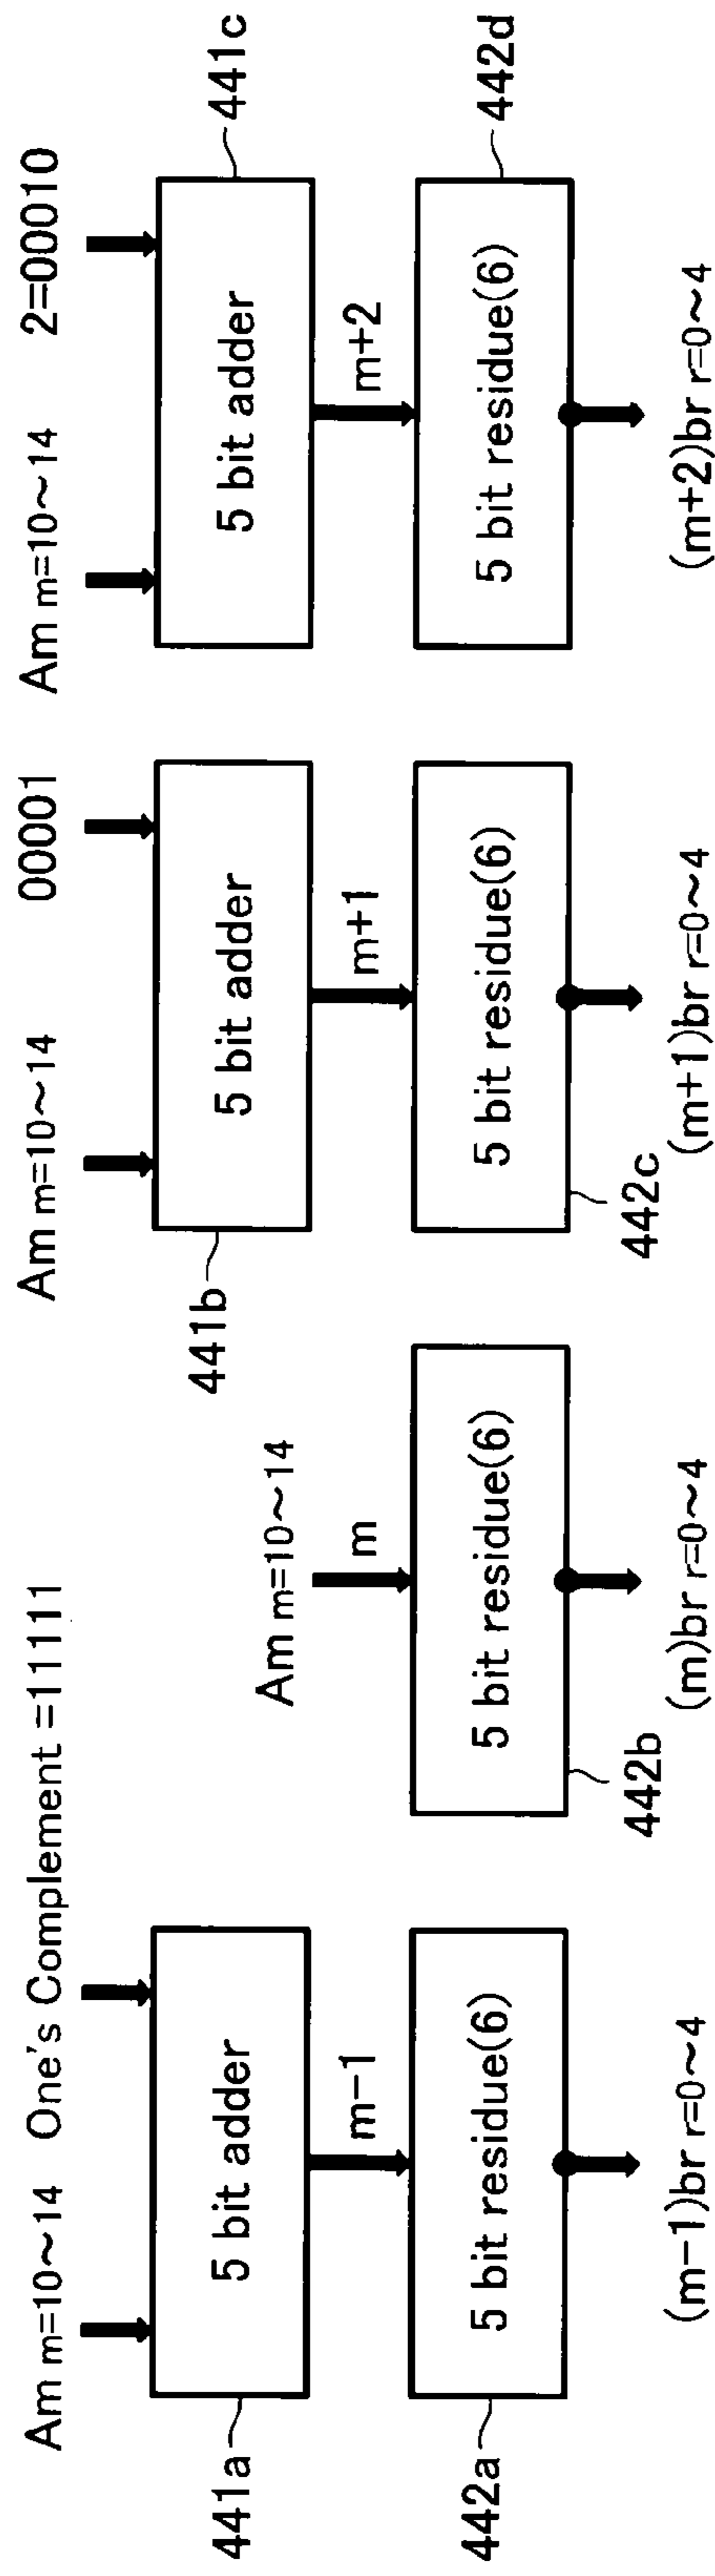 Am m=10~14 One's Complement =11111
441a
5 bit adder
m-1
442a
5 bit residue(6)
(m-1)br r=0~4
Am m=10~14
m
5 bit residue(6)
442b
(m)br r=0~4
Am m=10~14 00001
441b
5 bit adder
m+1
5 bit residue(6)
442c
(m+1)br r=0~4
Am m=10~14 2=00010
5 bit adder
441c
m+2
5 bit residue(6)
442d
(m+2)br r=0~4